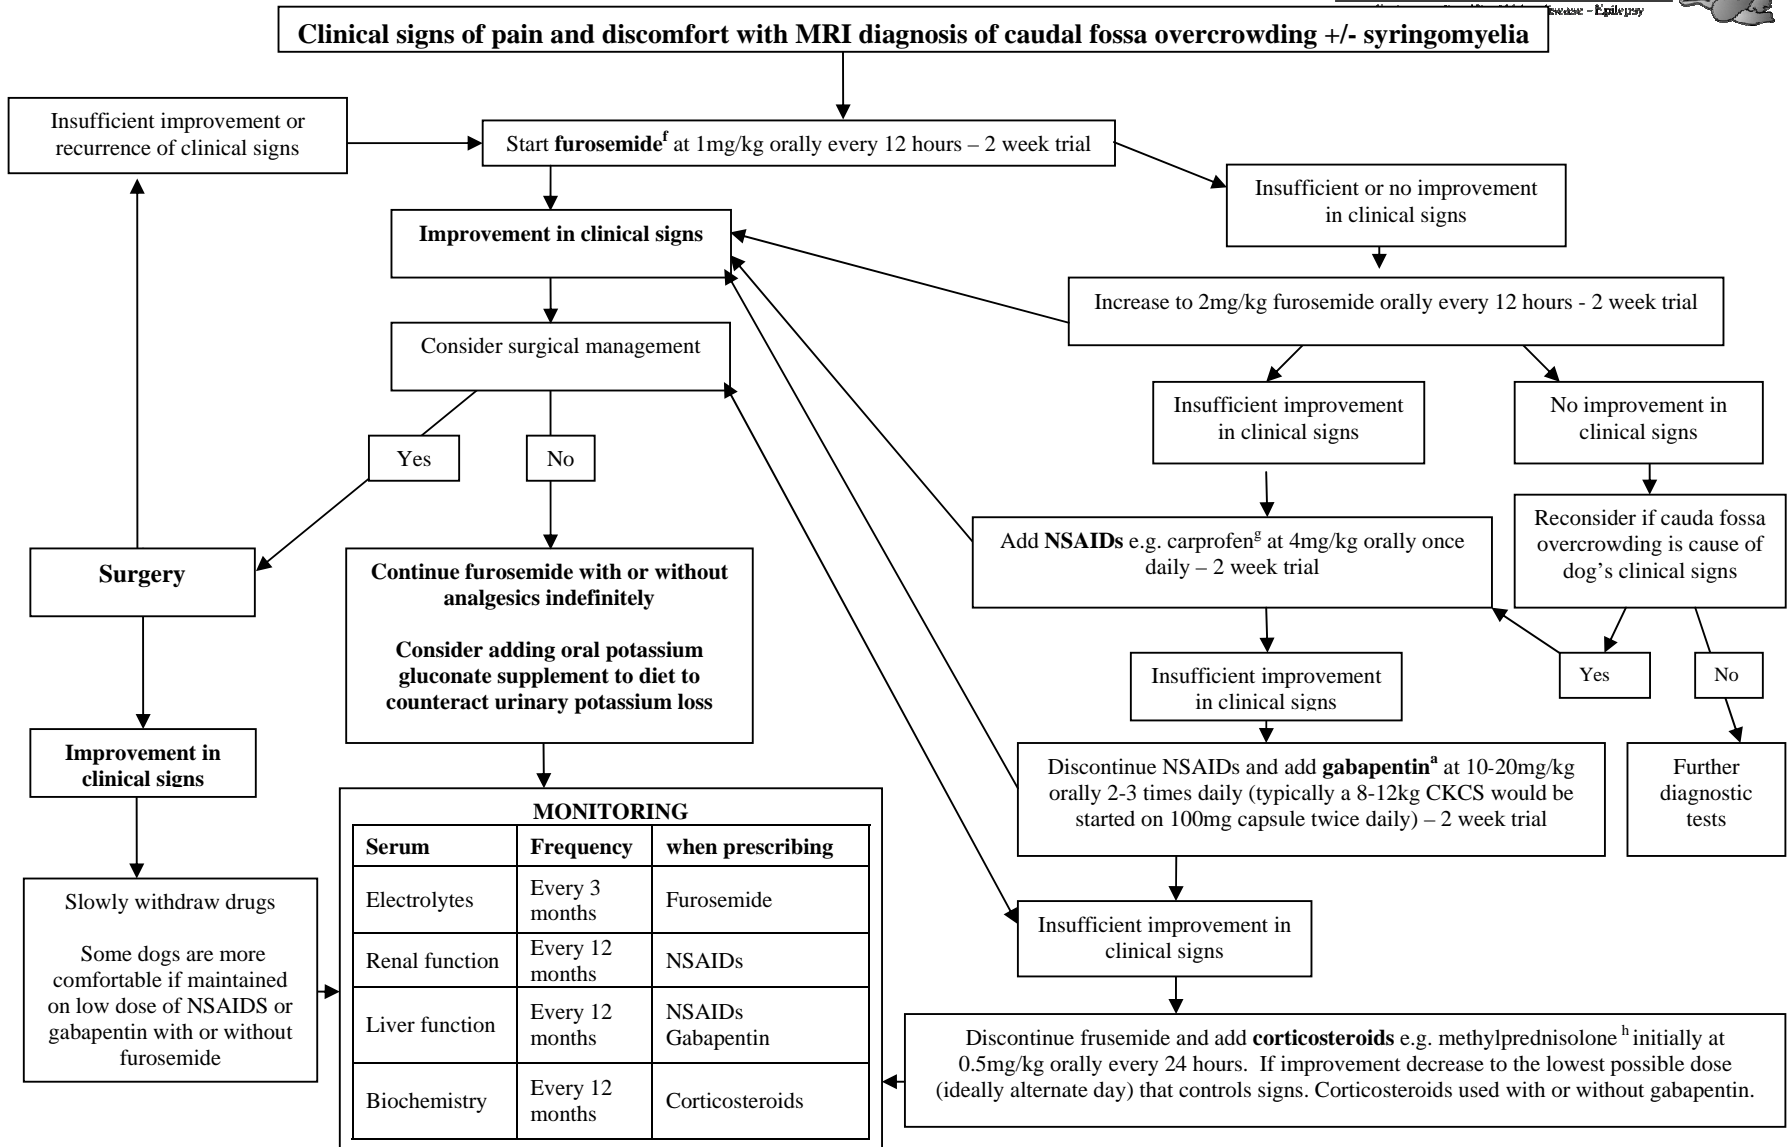 Disease - Epilepsy
Clinical signs of pain and discomfort with MRI diagnosis of caudal fossa overcrowding +/- syringomyelia
Insufficient improvement or
recurrence of clinical signs
Start furosemide^f at 1mg/kg orally every 12 hours – 2 week trial
Insufficient or no improvement
in clinical signs
Improvement in clinical signs
Increase to 2mg/kg furosemide orally every 12 hours - 2 week trial
Consider surgical management
Insufficient improvement
in clinical signs
No improvement in
clinical signs
Yes
No
Add NSAIDs e.g. carprofen^g at 4mg/kg orally once
daily – 2 week trial
Reconsider if cauda fossa
overcrowding is cause of
dog’s clinical signs
Surgery
Continue furosemide with or without
analgesics indefinitely
Consider adding oral potassium
gluconate supplement to diet to
counteract urinary potassium loss
Insufficient improvement
in clinical signs
Yes
No
Improvement in
clinical signs
Discontinue NSAIDs and add gabapentin^a at 10-20mg/kg
orally 2-3 times daily (typically a 8-12kg CKCS would be
started on 100mg capsule twice daily) – 2 week trial
Further
diagnostic
tests
MONITORING
Serum Frequency when prescribing
Electrolytes Every 3 months Furosemide
Renal function Every 12 months NSAIDs
Liver function Every 12 months NSAIDs Gabapentin
Biochemistry Every 12 months Corticosteroids
Slowly withdraw drugs
Some dogs are more
comfortable if maintained
on low dose of NSAIDS or
gabapentin with or without
furosemide
Insufficient improvement in
clinical signs
Discontinue frusemide and add corticosteroids e.g. methylprednisolone ^h initially at
0.5mg/kg orally every 24 hours. If improvement decrease to the lowest possible dose
(ideally alternate day) that controls signs. Corticosteroids used with or without gabapentin.